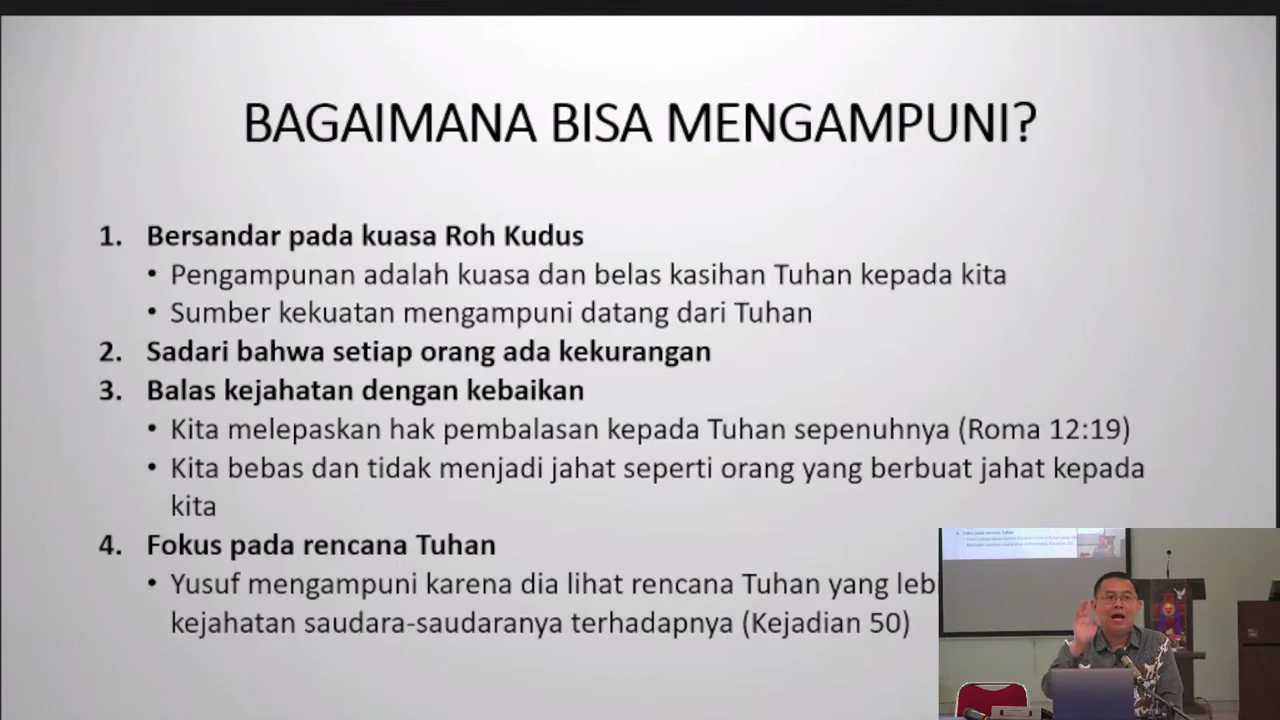 BAGAIMANA BISA MENGAMPUNI?
1. Bersandar pada kuasa Roh Kudus
• Pengampunan adalah kuasa dan belas kasihan Tuhan kepada kita
• Sumber kekuatan mengampuni datang dari Tuhan
2. Sadari bahwa setiap orang ada kekurangan
3. Balas kejahatan dengan kebaikan
• Kita melepaskan hak pembalasan kepada Tuhan sepenuhnya (Roma 12:19)
• Kita bebas dan tidak menjadi jahat seperti orang yang berbuat jahat kepada
kita
4. Fokus pada rencana Tuhan
• Yusuf mengampuni karena dia lihat rencana Tuhan yang leb
kejahatan saudara-saudaranya terhadapnya (Kejadian 50)